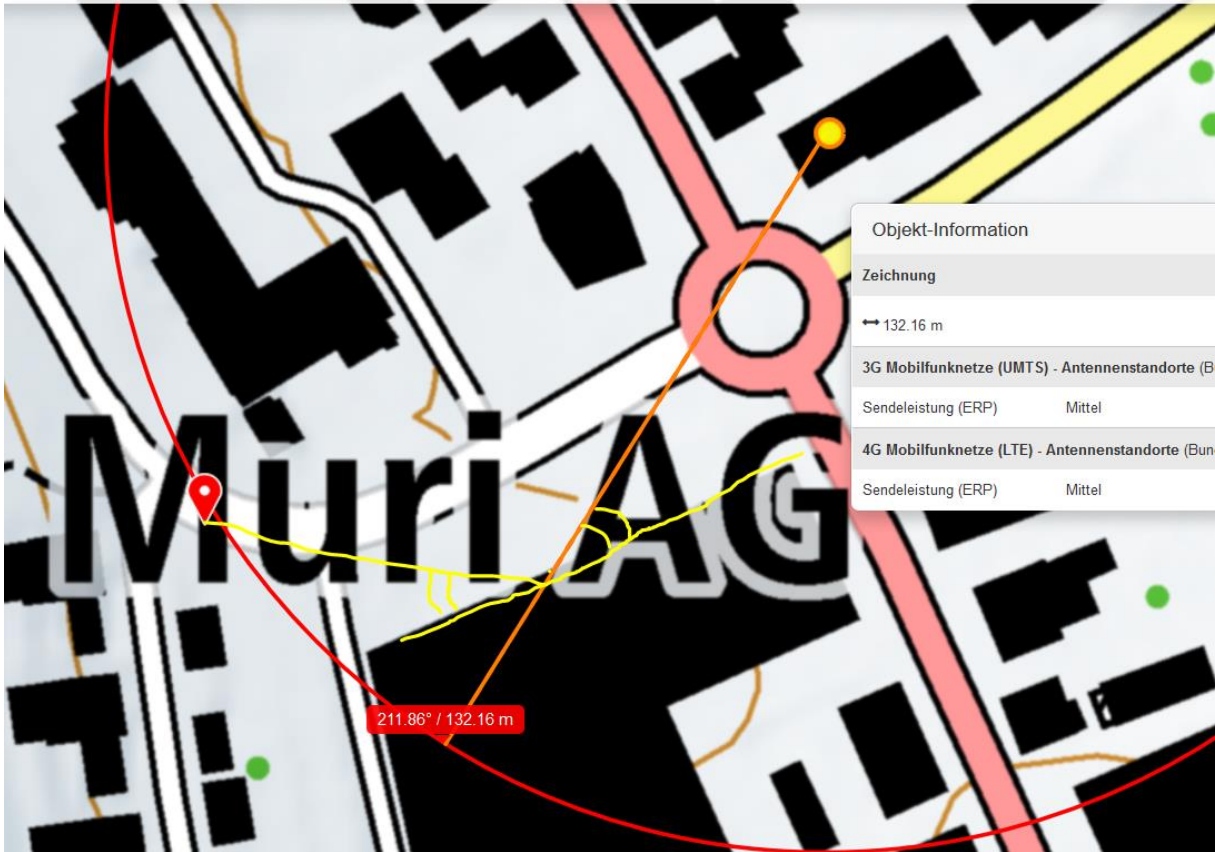 Objekt-Information
Zeichnung
132.16 m
3G Mobilfunknetze (UMTS) - Antennenstandorte (B
Sendeleistung (ERP) Mittel
4G Mobilfunknetze (LTE) - Antennenstandorte (Bun
Sendeleistung (ERP) Mittel
Muri AG
211.86° / 132.16 m